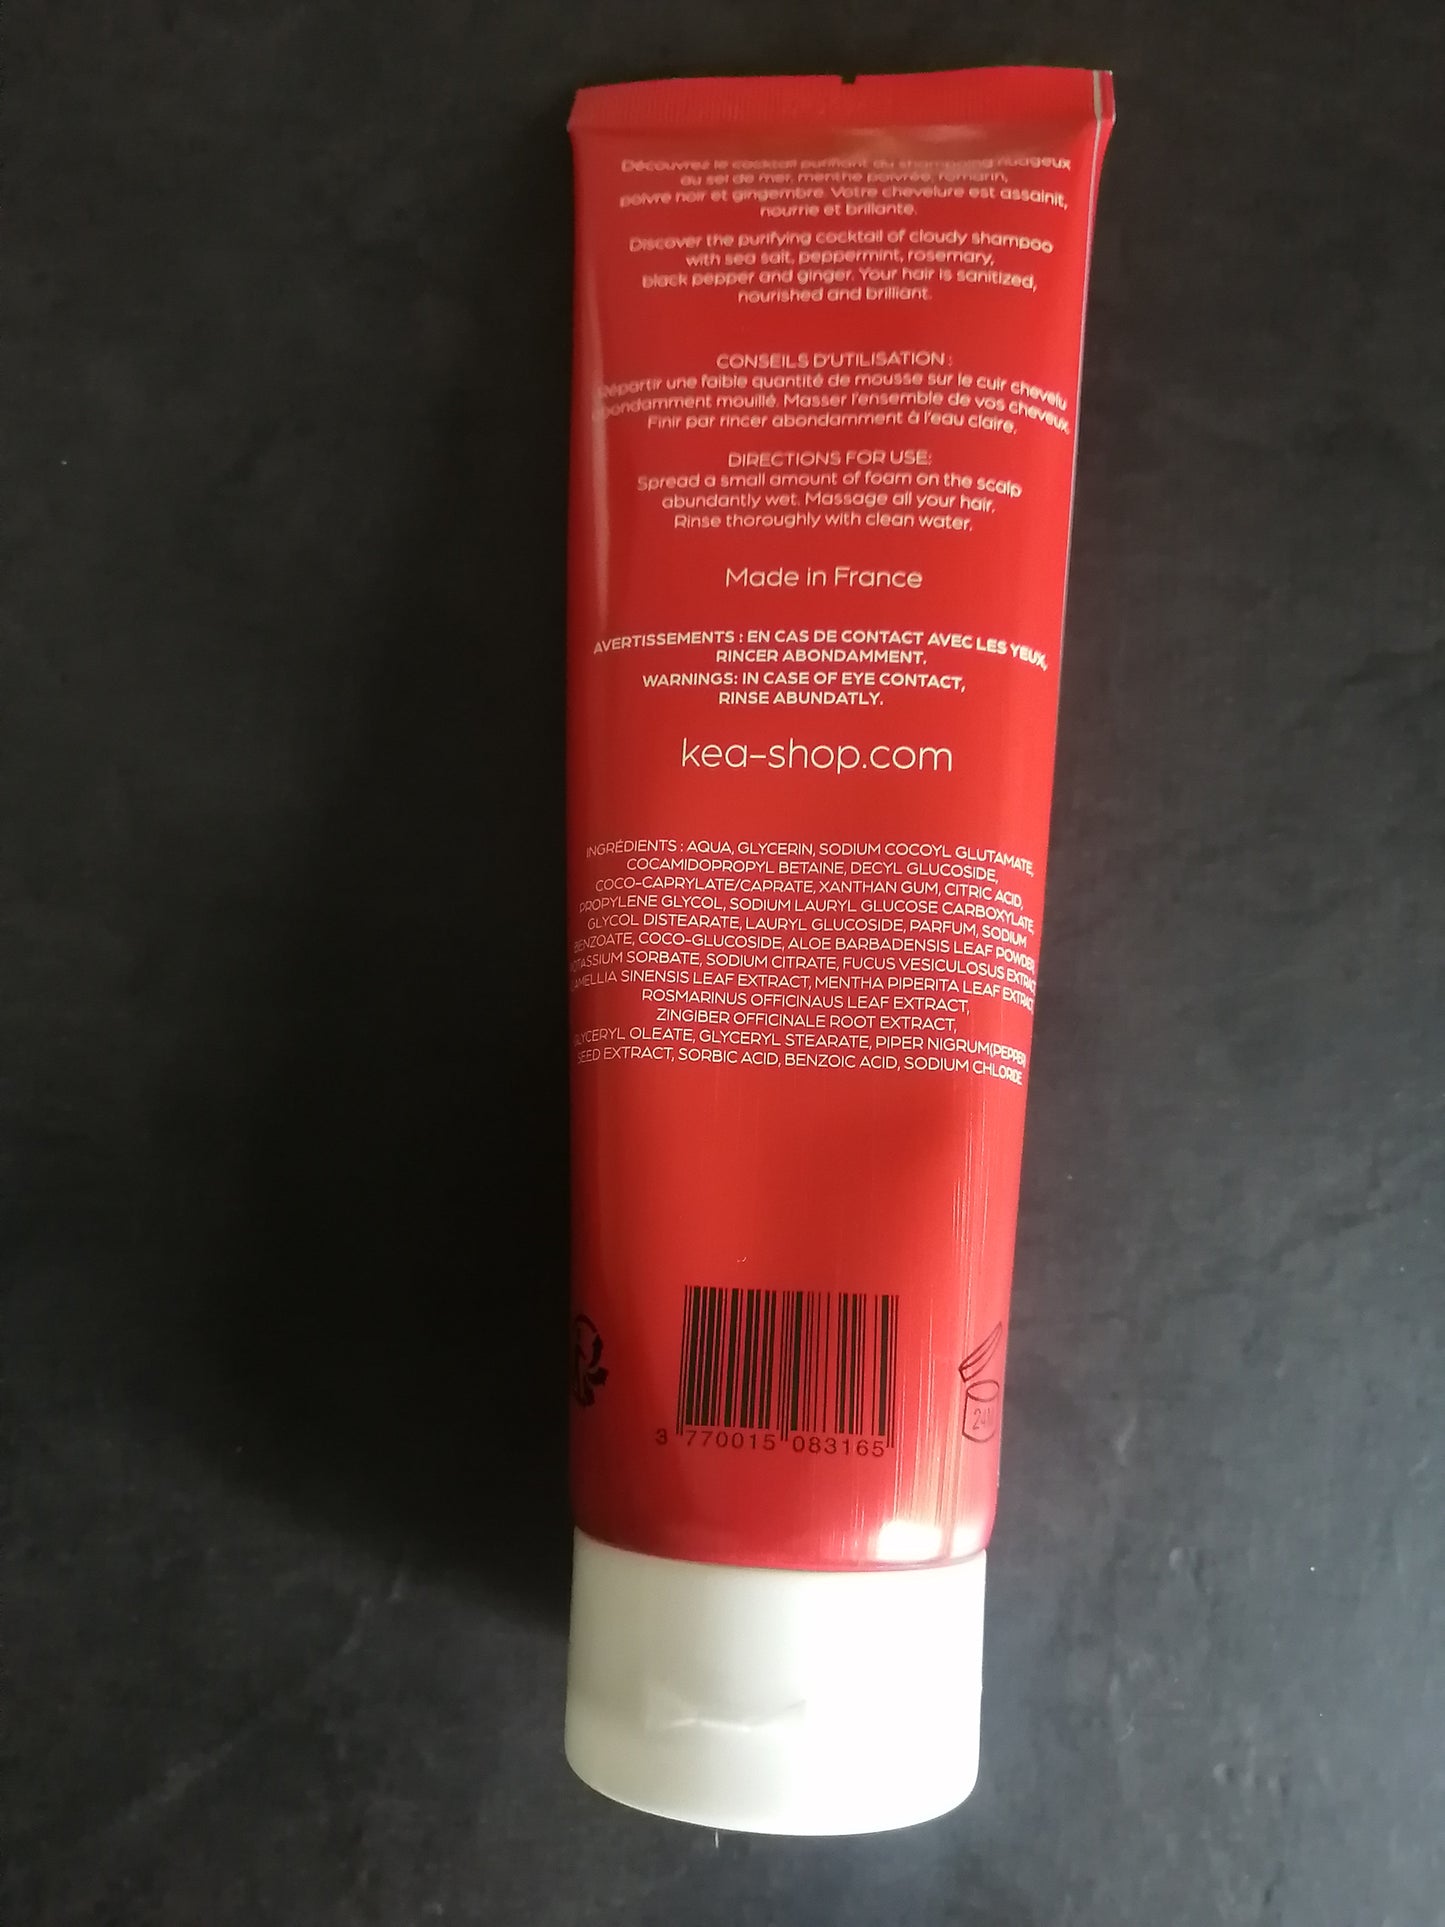 Découvrez le cocktail purifiant du shampooing nuageux
au sel de mer, menthe poivrée, romarin,
poivre noir et gingembre. Votre chevelure est assainit,
nourrie et brillante.
Discover the purifying cocktail of cloudy shampoo
with sea salt, peppermint, rosemary,
black pepper and ginger. Your hair is sanitized,
nourished and brilliant.
CONSEILS D'UTILISATION :
Répartir une faible quantité de mousse sur le cuir chevelu
abondamment mouillé. Masser l'ensemble de vos cheveux.
Finir par rincer abondamment à l'eau claire.
DIRECTIONS FOR USE:
Spread a small amount of foam on the scalp
abundantly wet. Massage all your hair.
Rinse thoroughly with clean water.
Made in France
AVERTISSEMENTS : EN CAS DE CONTACT AVEC LES YEUX,
RINCER ABONDAMMENT.
WARNINGS: IN CASE OF EYE CONTACT,
RINSE ABUNDATLY.
kea-shop.com
INGRÉDIENTS : AQUA, GLYCERIN, SODIUM COCOYL GLUTAMATE,
COCAMIDOPROPYL BETAINE, DECYL GLUCOSIDE,
COCO-CAPRYLATE/CAPRATE, XANTHAN GUM, CITRIC ACID,
PROPYLENE GLYCOL, SODIUM LAURYL GLUCOSE CARBOXYLATE,
GLYCOL DISTEARATE, LAURYL GLUCOSIDE, PARFUM, SODIUM
BENZOATE, COCO-GLUCOSIDE, ALOE BARBADENSIS LEAF POWDER,
POTASSIUM SORBATE, SODIUM CITRATE, FUCUS VESICULOSUS EXTRACT,
CAMELLIA SINENSIS LEAF EXTRACT, MENTHA PIPERITA LEAF EXTRACT,
ROSMARINUS OFFICINAUS LEAF EXTRACT,
ZINGIBER OFFICINALE ROOT EXTRACT,
GLYCERYL OLEATE, GLYCERYL STEARATE, PIPER NIGRUM(PEPPER)
SEED EXTRACT, SORBIC ACID, BENZOIC ACID, SODIUM CHLORIDE
3 770015 083165
24M